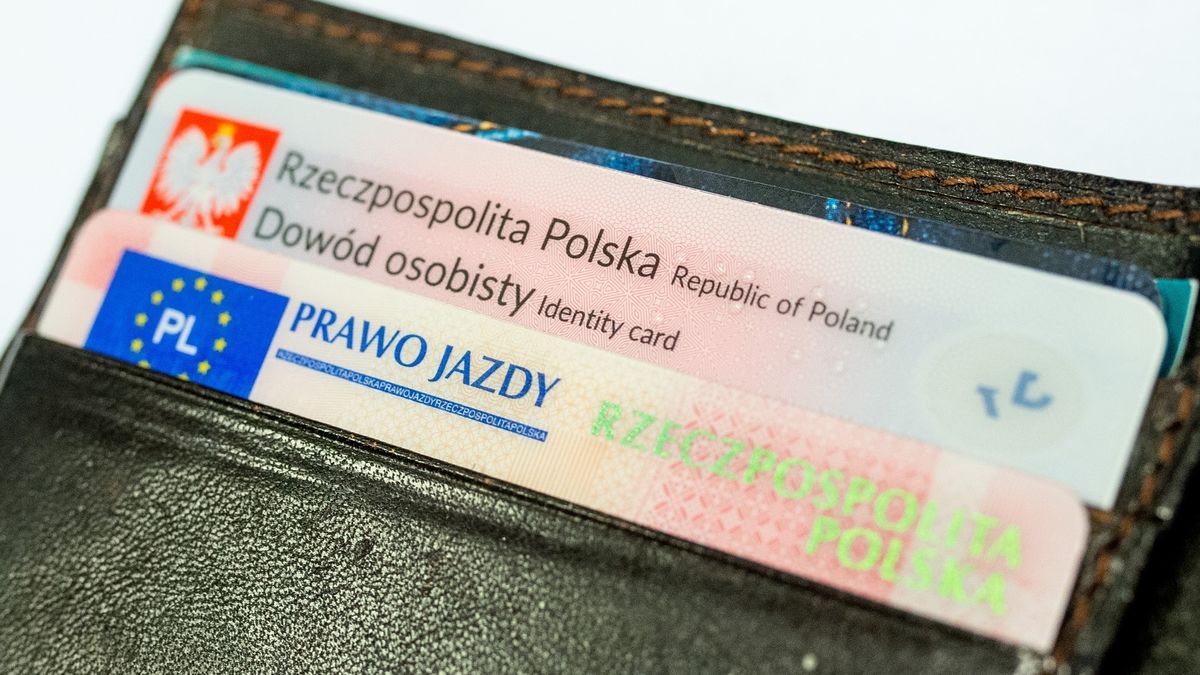 Rzeczpospolita Polska Republic of Poland
Dowód osobisty Identity card
PL
PRAWO JAZDY
RZECZPOSPOLITAPOLSKAPRAWOJAZDYRZECZPOSPOLITAPOLSKA
RZECZPOSPOLITA
POLSKA